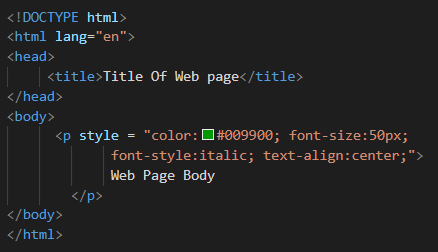 <!DOCTYPE html>
<html lang="en">
<head>
<title>Title Of Web page</title>
</head>
<body>
<p style = "color:#009900; font-size:50px;
font-style:italic; text-align:center;">
Web Page Body
</p>
</body>
</html>